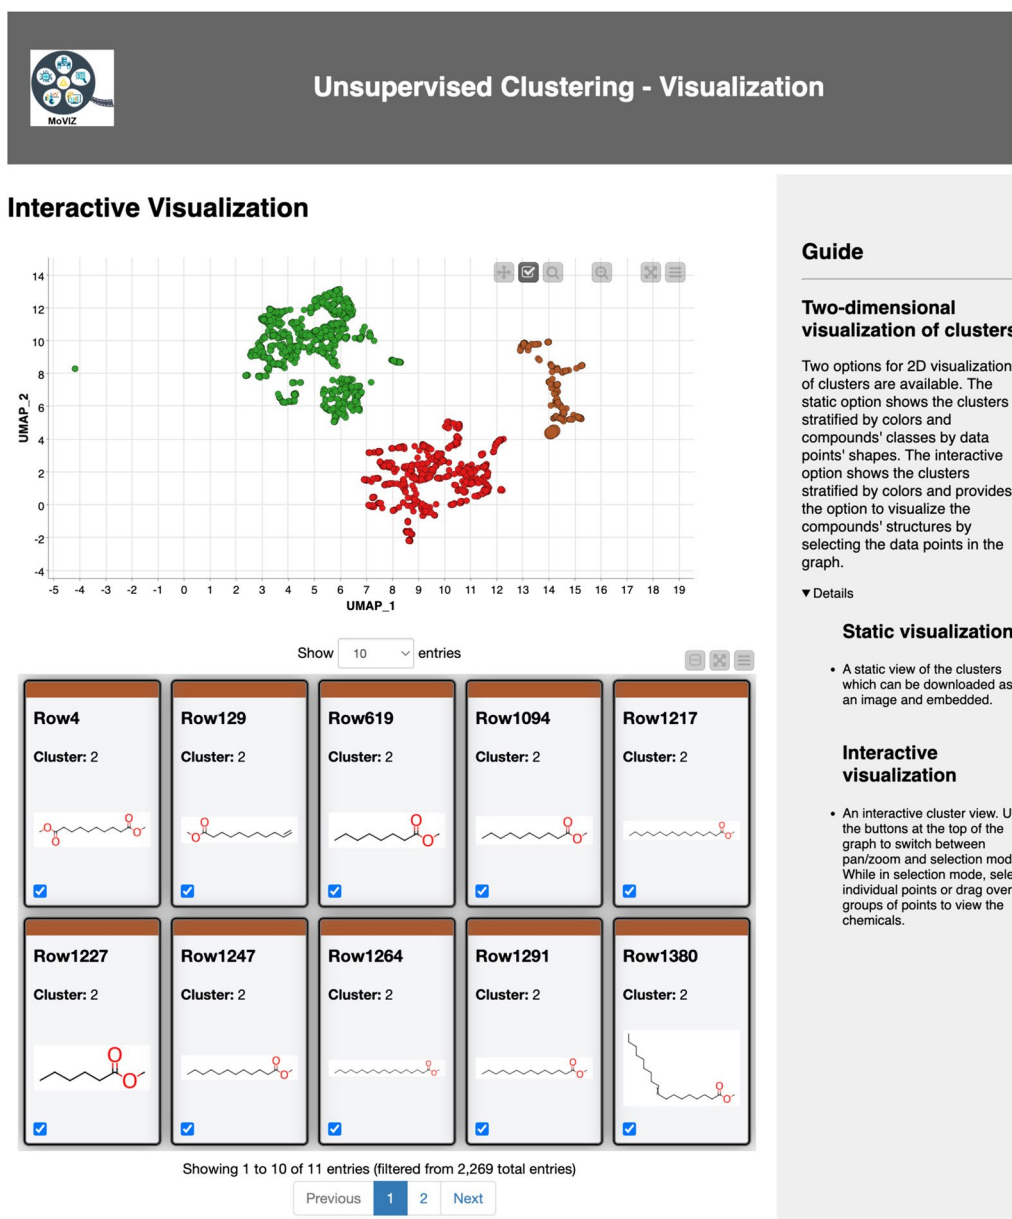 MoVIZ
Unsupervised Clustering - Visualization
Interactive Visualization
14
12
10
8
6
4
2
0
-2
-4
UMAP_2
-5 -4 -3 -2 -1 0 1 2 3 4 5 6 7 8 9 10 11 12 13 14 15 16 17 18 19
UMAP_1
Show 10 entries
Row4
Cluster: 2
O
O
O
O
Row129
Cluster: 2
O
O
Row619
Cluster: 2
O
O
Row1094
Cluster: 2
O
O
Row1217
Cluster: 2
O
O
Row1227
Cluster: 2
O
O
Row1247
Cluster: 2
O
O
Row1264
Cluster: 2
O
O
Row1291
Cluster: 2
O
O
Row1380
Cluster: 2
O
O
Showing 1 to 10 of 11 entries (filtered from 2,269 total entries)
Previous 1 2 Next
Guide
Two-dimensional
visualization of clusters
Two options for 2D visualization
of clusters are available. The
static option shows the clusters
stratified by colors and
compounds' classes by data
points' shapes. The interactive
option shows the clusters
stratified by colors and provides
the option to visualize the
compounds' structures by
selecting the data points in the
graph.
▼ Details
Static visualization
• A static view of the clusters
which can be downloaded as
an image and embedded.
Interactive
visualization
• An interactive cluster view. U
the buttons at the top of the
graph to switch between
pan/zoom and selection mod
While in selection mode, sele
individual points or drag over
groups of points to view the
chemicals.